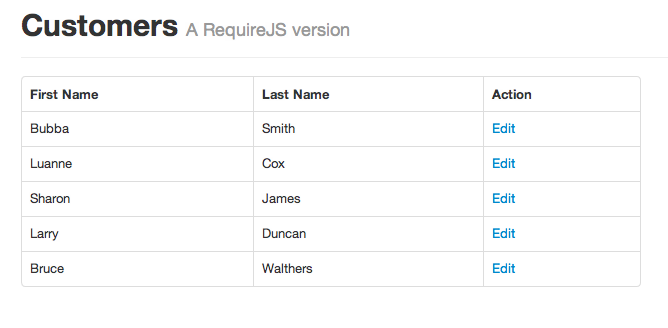 Customers A RequireJS version
First Name Last Name Action
Bubba Smith Edit
Luanne Cox Edit
Sharon James Edit
Larry Duncan Edit
Bruce Walthers Edit